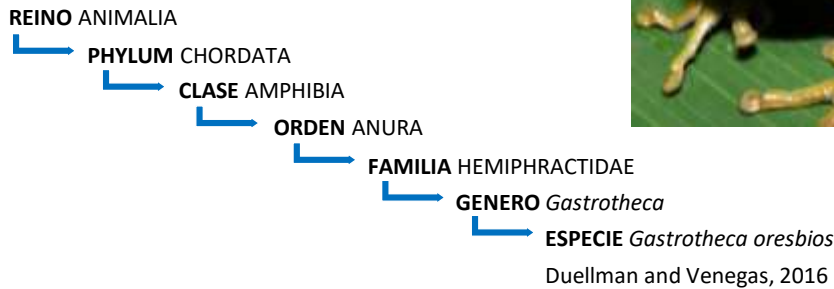 REINO ANIMALIA
PHYLUM CHORDATA
CLASE AMPHIBIA
ORDEN ANURA
FAMILIA HEMIPHRACTIDAE
GENERO Gastrotheca
ESPECIE Gastrotheca oresbios
Duellman and Venegas, 2016